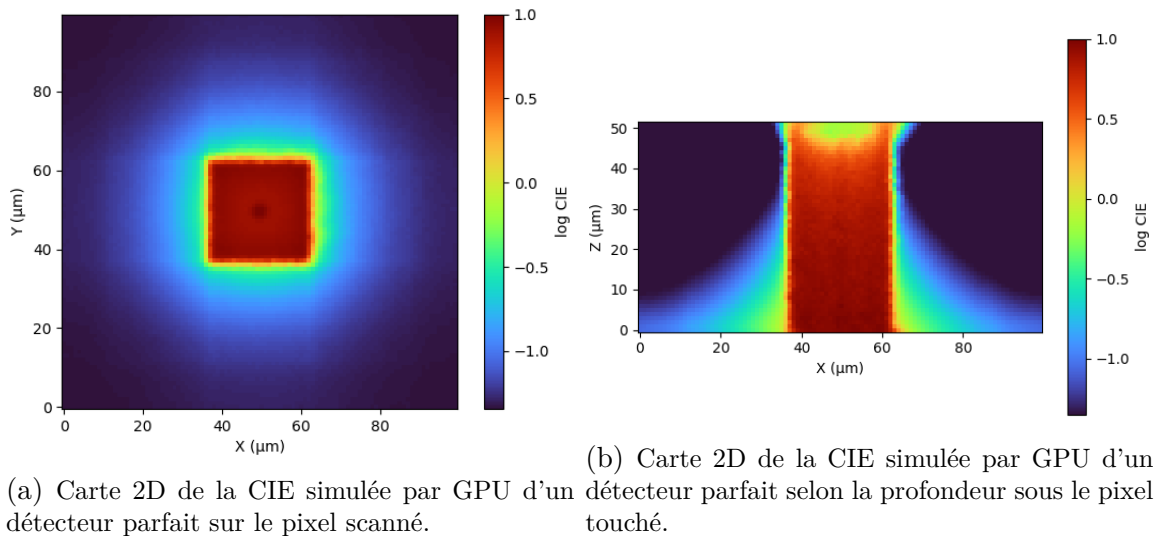 1.0
0.5
0.0
−0.5
−1.0
log CIE
80
60
40
20
0
Y (µm)
0 20 40 60 80
X (µm)
1.0
0.5
0.0
−0.5
−1.0
log CIE
50
40
30
20
10
0
Z (µm)
0 20 40 60 80
X (µm)
(a) Carte 2D de la CIE simulée par GPU d'un
détecteur parfait sur le pixel scanné.
(b) Carte 2D de la CIE simulée par GPU d'un
détecteur parfait selon la profondeur sous le pixel
touché.